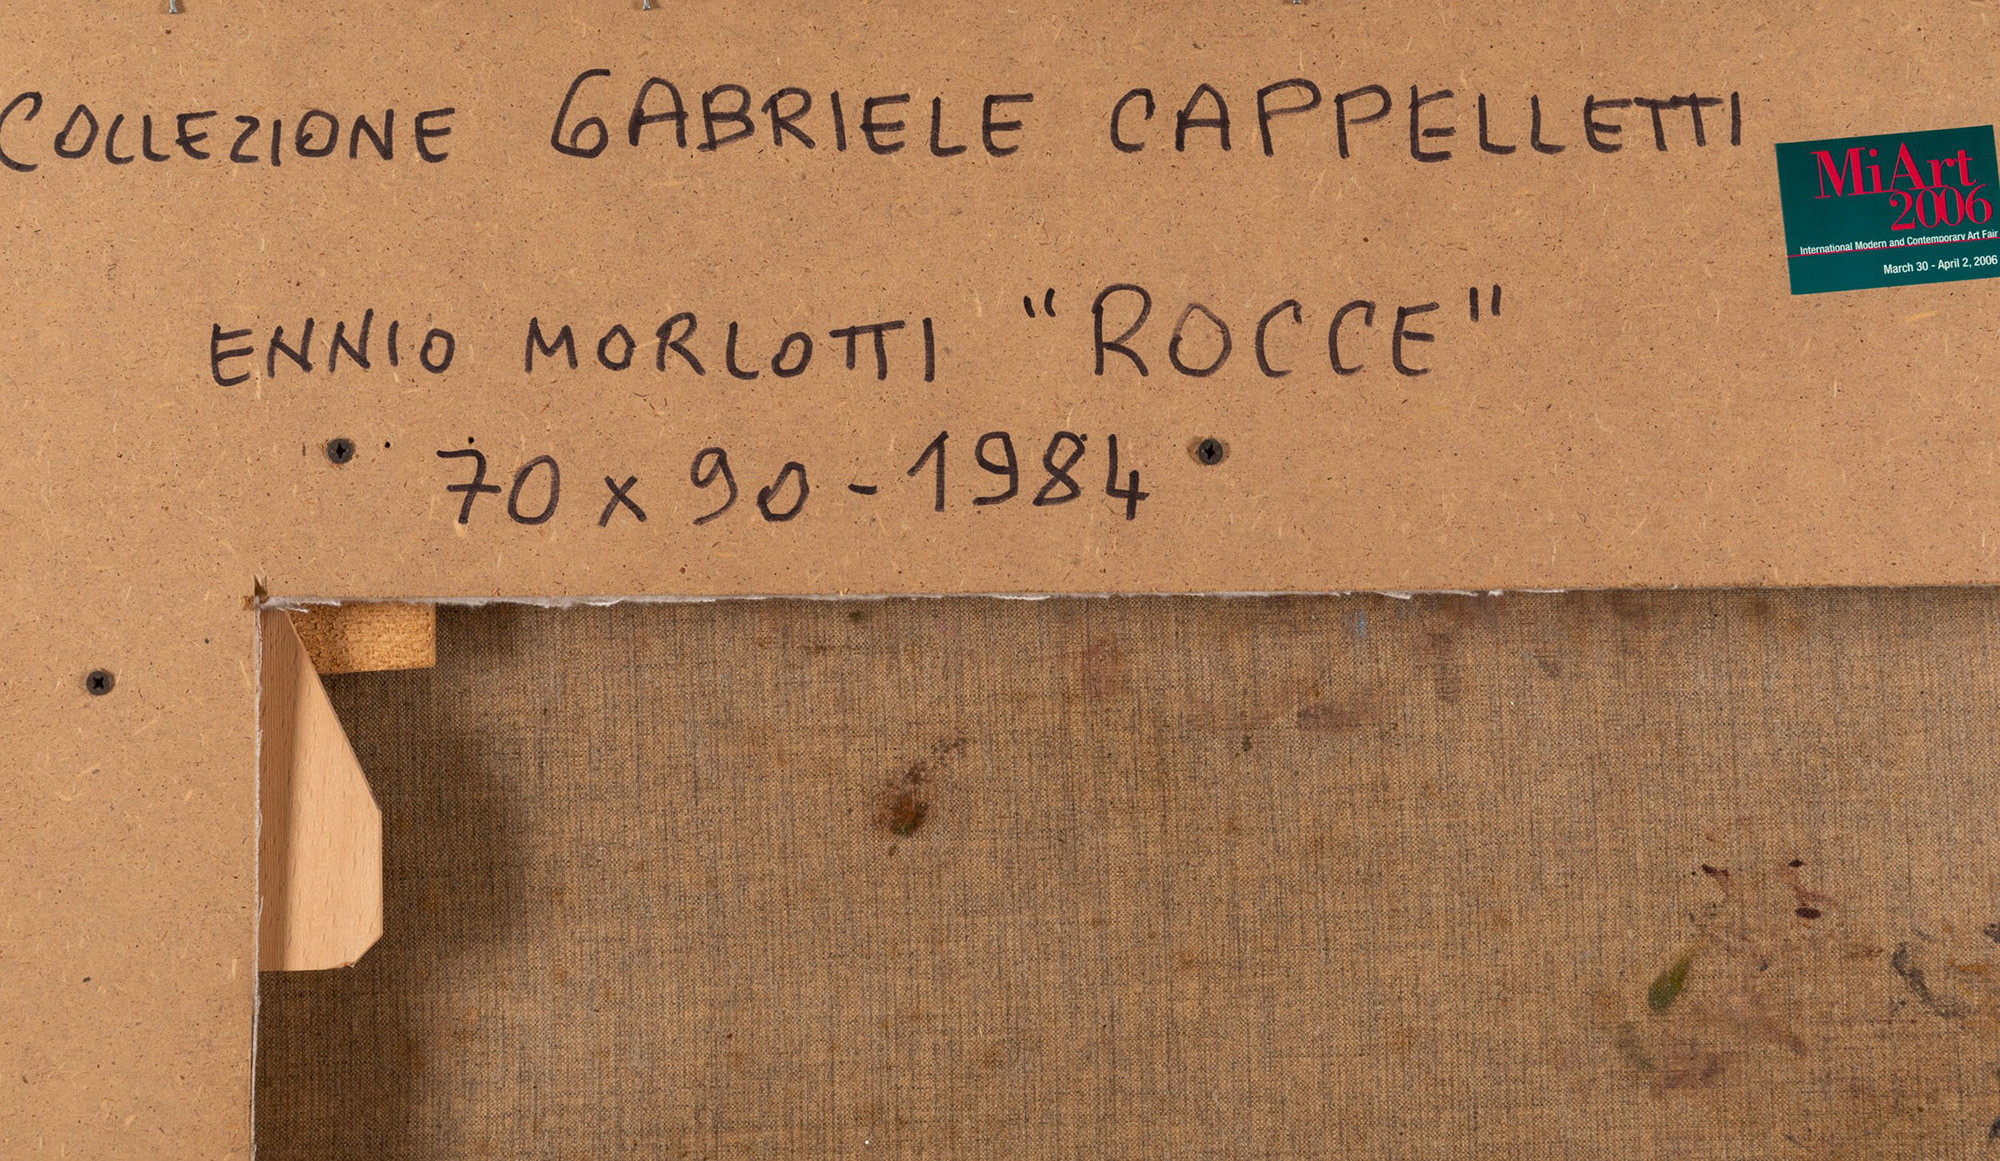 COLLEZIONE GABRIELE CAPPELLETTI
MiArt
2006
International Modern and Contemporary Art Fair
March 30 - April 2, 2006
ENNIO MORLOTTI "ROCCE"
70 x 90 - 1984